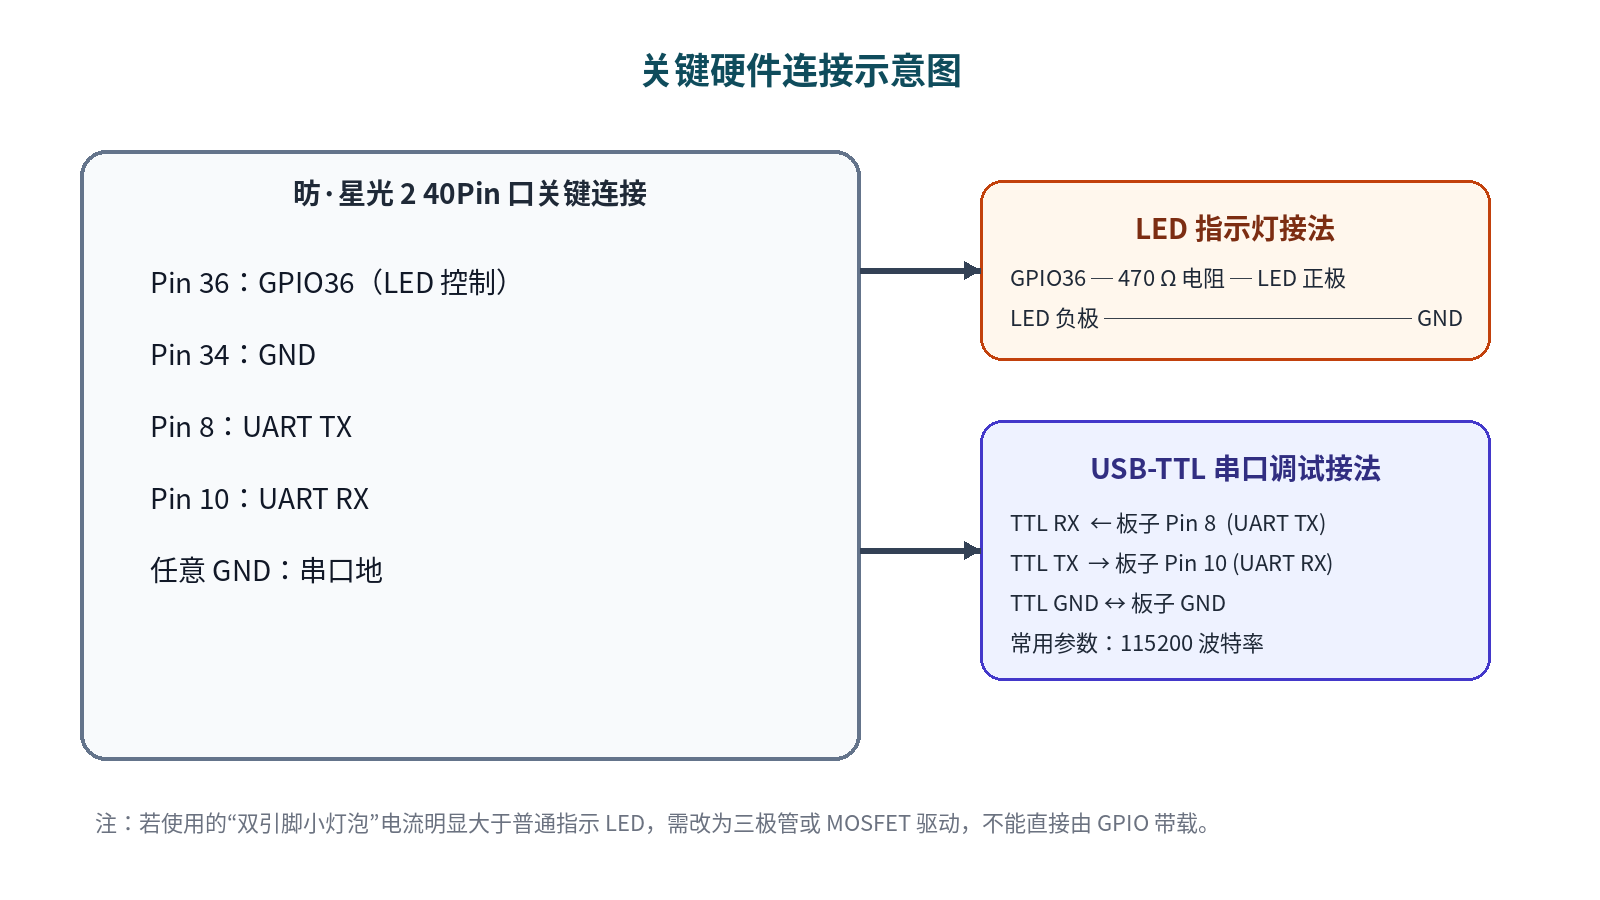 关键硬件连接示意图
昉·星光 2 40Pin 口关键连接
Pin 36：GPIO36（LED 控制）
Pin 34：GND
Pin 8：UART TX
Pin 10：UART RX
任意 GND：串口地
LED 指示灯接法
GPIO36 — 470 Ω 电阻 — LED 正极
LED 负极 —————————————— GND
USB-TTL 串口调试接法
TTL RX ← 板子 Pin 8 (UART TX)
TTL TX → 板子 Pin 10 (UART RX)
TTL GND ↔ 板子 GND
常用参数：115200 波特率
注：若使用的“双引脚小灯泡”电流明显大于普通指示 LED，需改为三极管或 MOSFET 驱动，不能直接由 GPIO 带载。